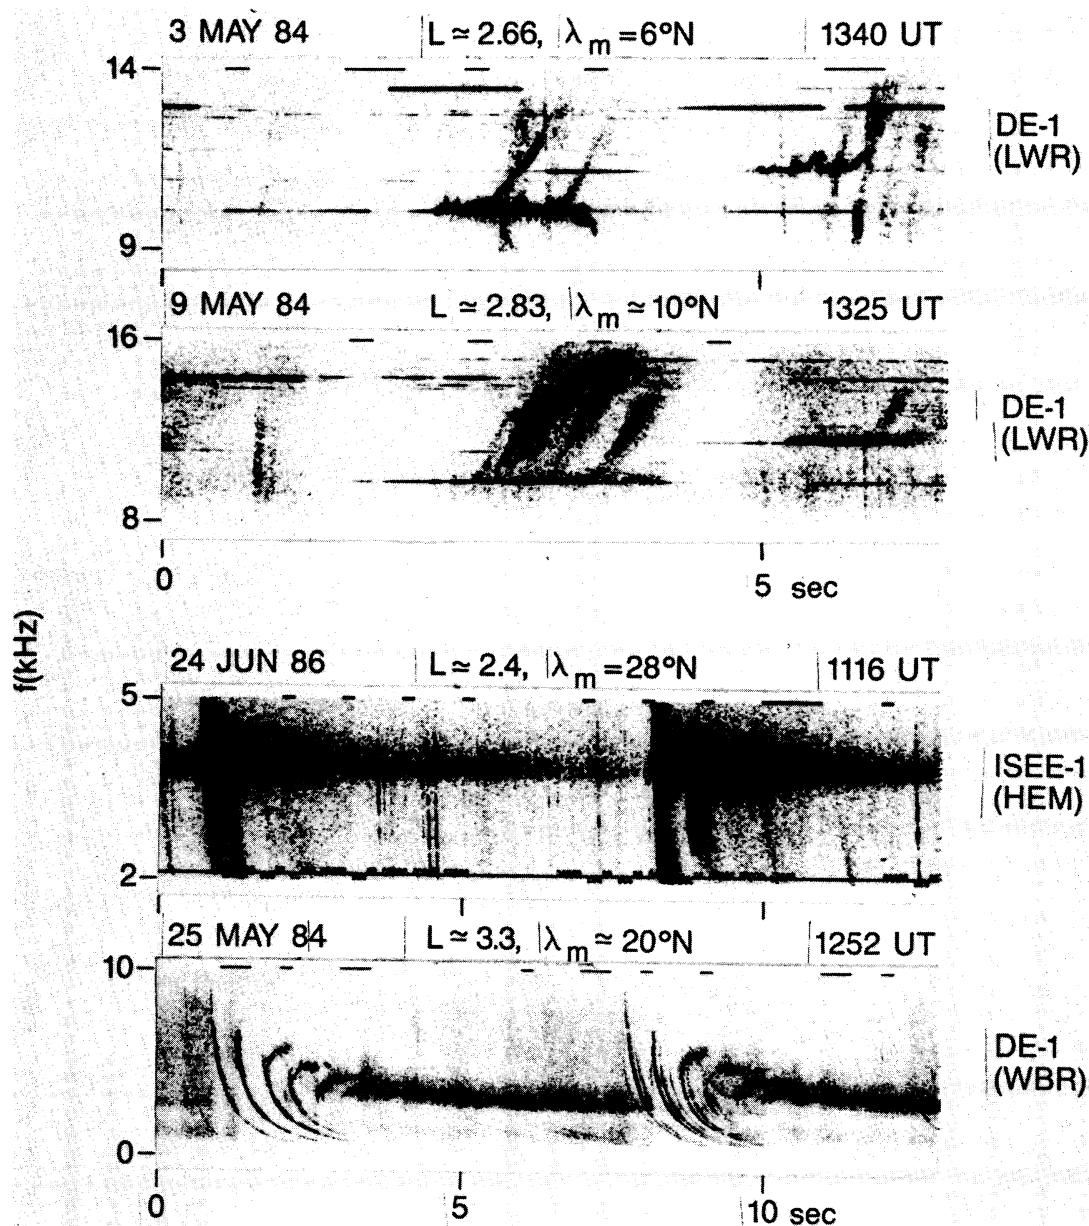 3 MAY 84 L ≃ 2.66, λm = 6°N 1340 UT
14
DE-1
(LWR)
9
9 MAY 84 L ≃ 2.83, λm ≃ 10°N 1325 UT
16
DE-1
(LWR)
8
0 5 sec
f(kHz)
24 JUN 86 L ≃ 2.4, λm = 28°N 1116 UT
5
ISEE-1
(HEM)
2
25 MAY 84 L ≃ 3.3, λm ≃ 20°N 1252 UT
10
DE-1
(WBR)
0
0 5 10 sec